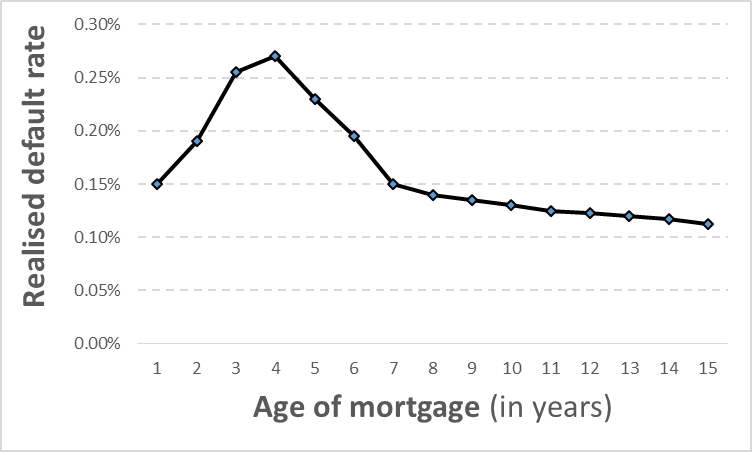 Realised default rate
0.30%
0.25%
0.20%
0.15%
0.10%
0.05%
0.00%
1 2 3 4 5 6 7 8 9 10 11 12 13 14 15
Age of mortgage (in years)